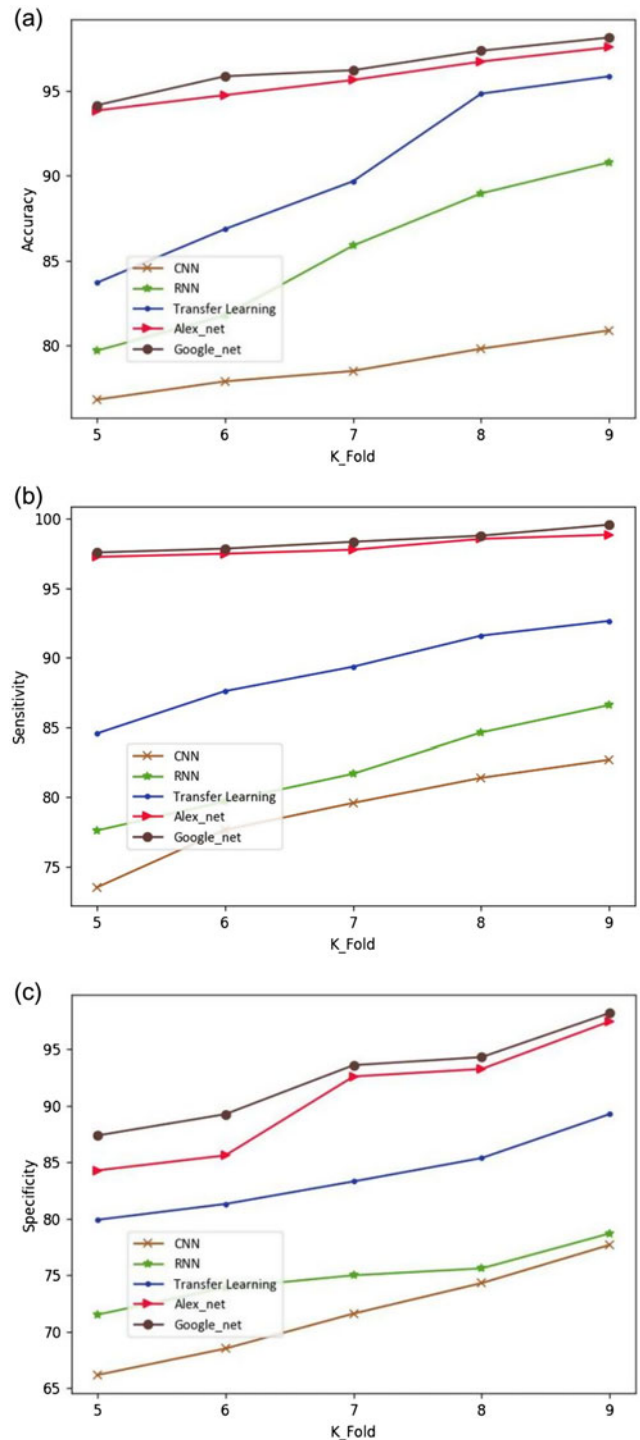 (a)
95
90
85
80
Accuracy
CNN
RNN
Transfer Learning
Alex_net
Google_net
5 6 7 8 9
K_Fold
(b)
100
95
90
85
80
75
Sensitivity
CNN
RNN
Transfer Learning
Alex_net
Google_net
5 6 7 8 9
K_Fold
(c)
95
90
85
80
75
70
65
Specificity
CNN
RNN
Transfer Learning
Alex_net
Google_net
5 6 7 8 9
K_Fold